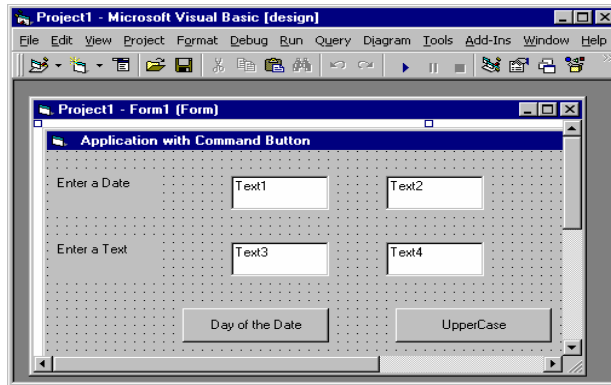 Project1 - Microsoft Visual Basic [design]
File Edit View Project Format Debug Run Query Diagram Tools Add-Ins Window Help
Project1 - Form1 (Form)
Application with Command Button
Enter a Date Text1 Text2
Enter a Text Text3 Text4
Day of the Date UpperCase